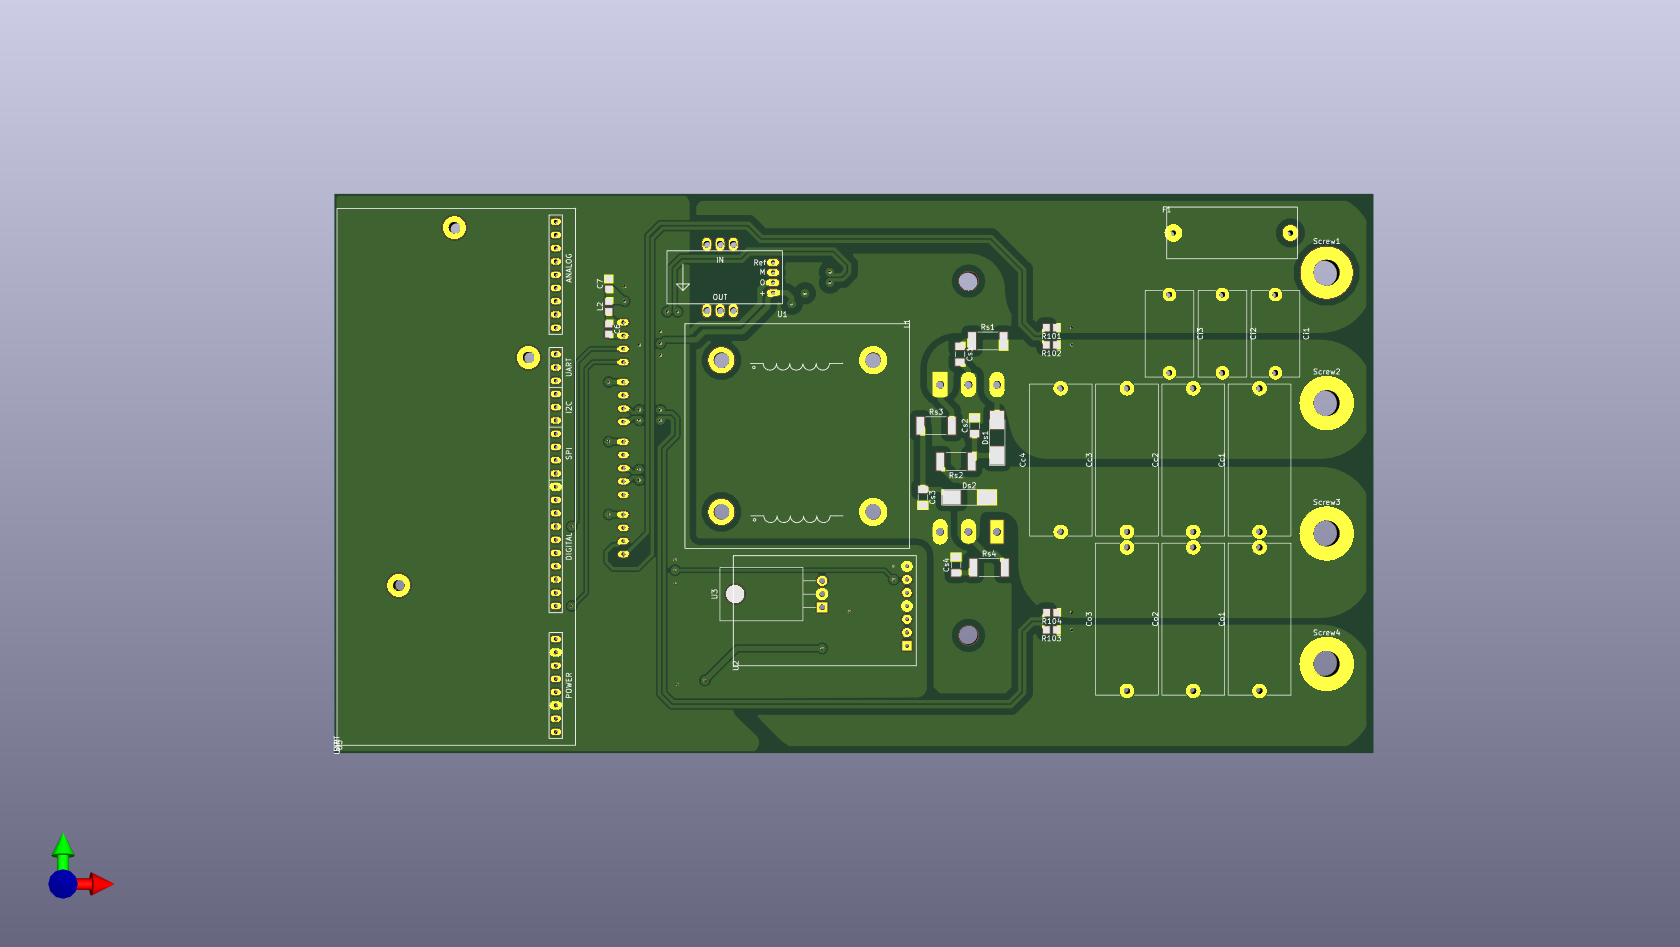 F1
Screw1
ANALOG
IN
Ref
M
O
+
OUT
C7
L2
U1
L1
Rs1
R101
R102
Ci3
Ci2
Ci1
UART
Screw2
I2C
Rs3
Cs2
Ds1
SPI
Rs2
Cc4
Cc3
Cc2
Cc1
Ds2
Cs3
Screw3
DIGITAL
Rs4
Cs4
U3
R104
R103
Co3
Co2
Co1
Screw4
U2
POWER